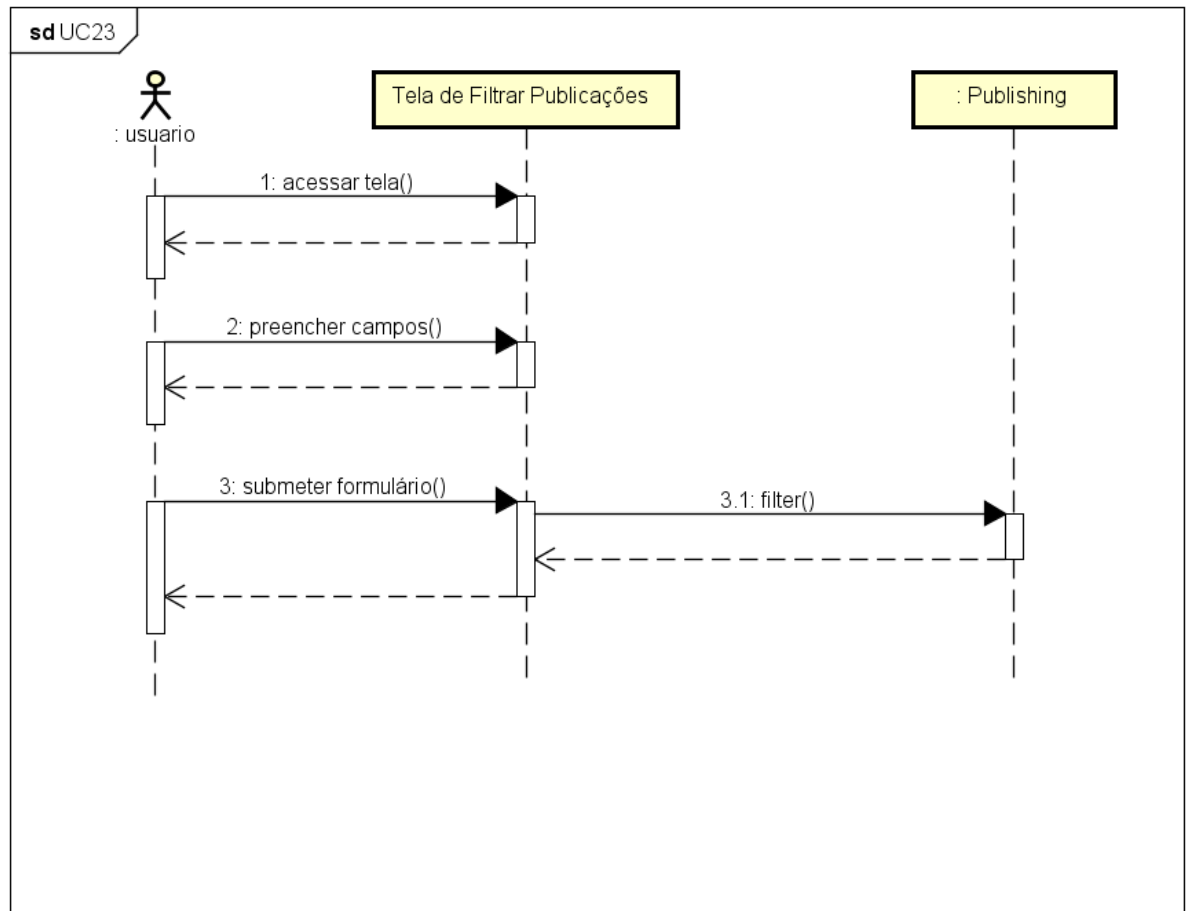 sd UC23
: usuario
Tela de Filtrar Publicações
: Publishing
1: acessar tela()
2: preencher campos()
3: submeter formulário()
3.1: filter()